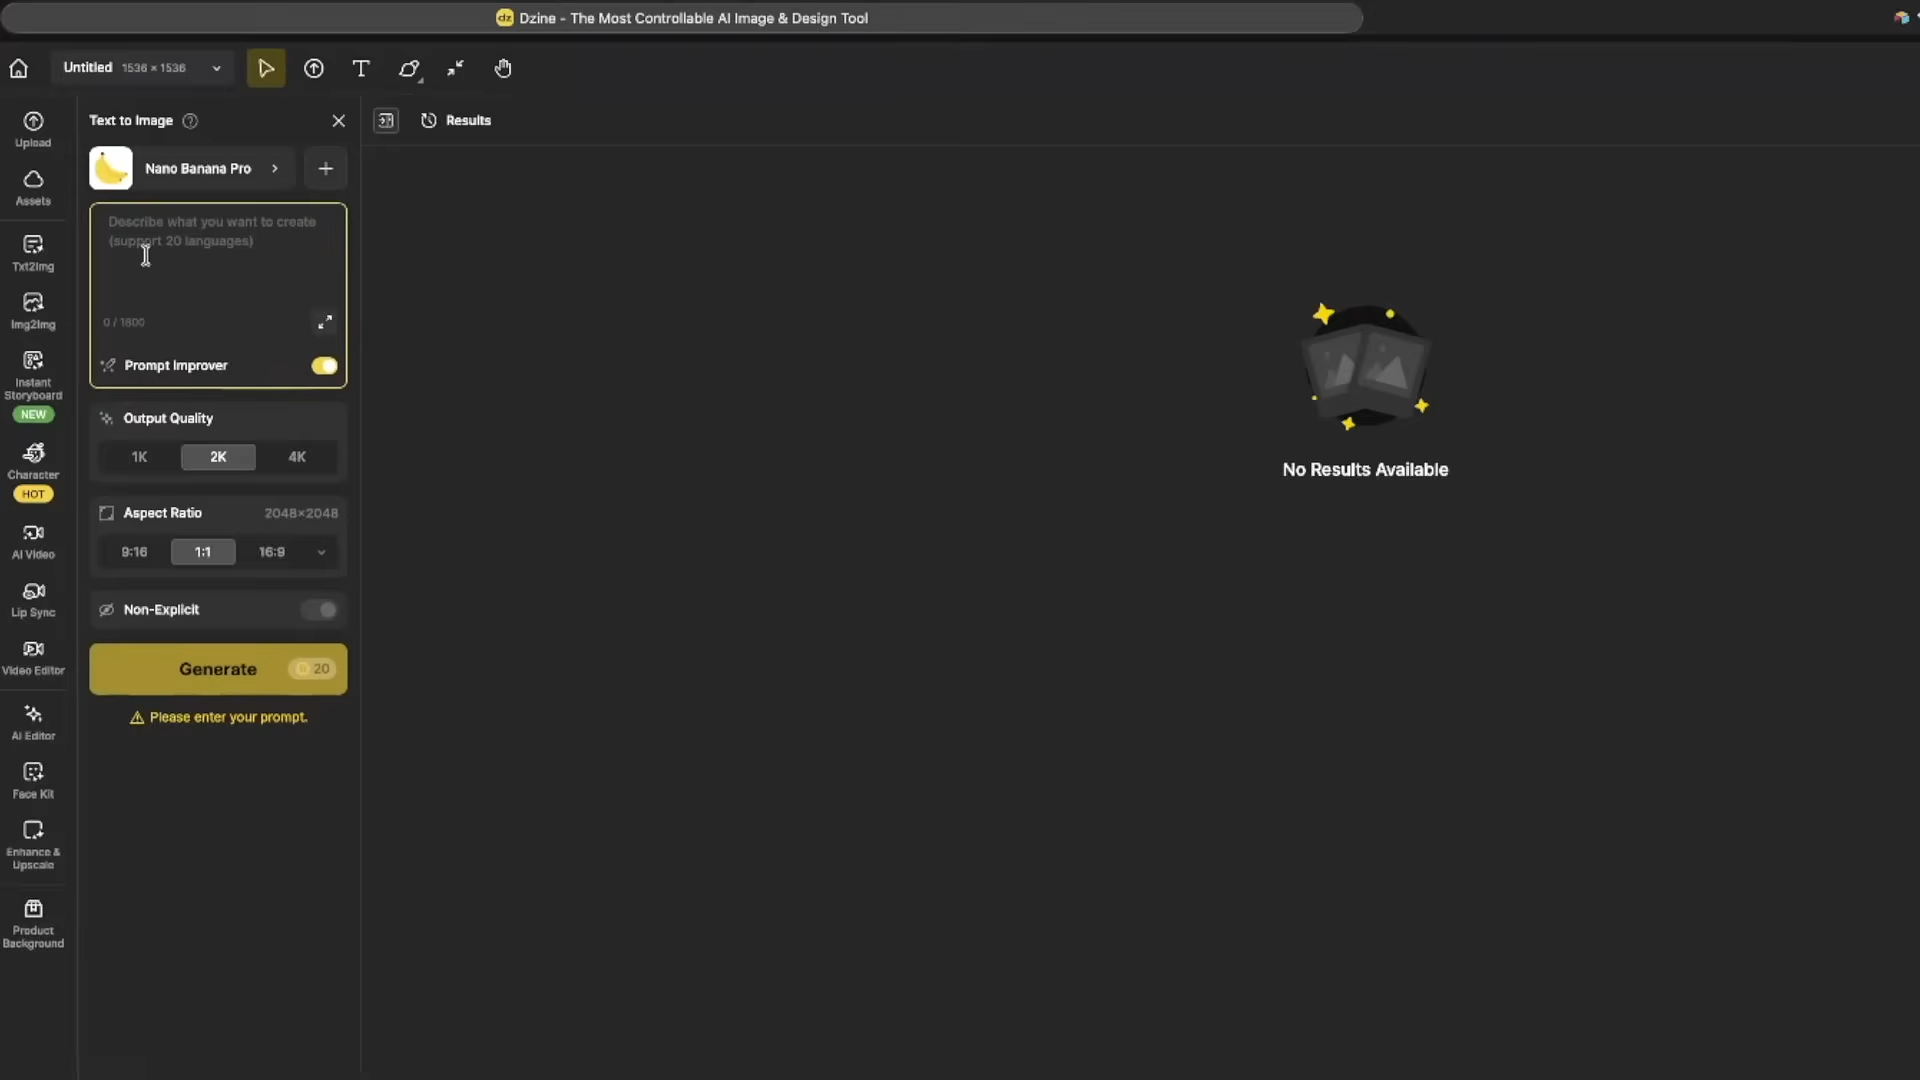 dz Dzine - The Most Controllable AI Image & Design Tool
Untitled 1536 × 1536
T
Upload
Assets
Txt2Img
Img2Img
Instant
Storyboard
NEW
Character
HOT
AI Video
Lip Sync
Video Editor
AI Editor
Face Kit
Enhance &
Upscale
Product
Background
Text to Image ?
Nano Banana Pro
Describe what you want to create
(support 20 languages)
0 / 1800
Prompt Improver
Output Quality
1K 2K 4K
Aspect Ratio 2048×2048
9:16 1:1 16:9
Non-Explicit
Generate 20
Please enter your prompt.
Results
No Results Available